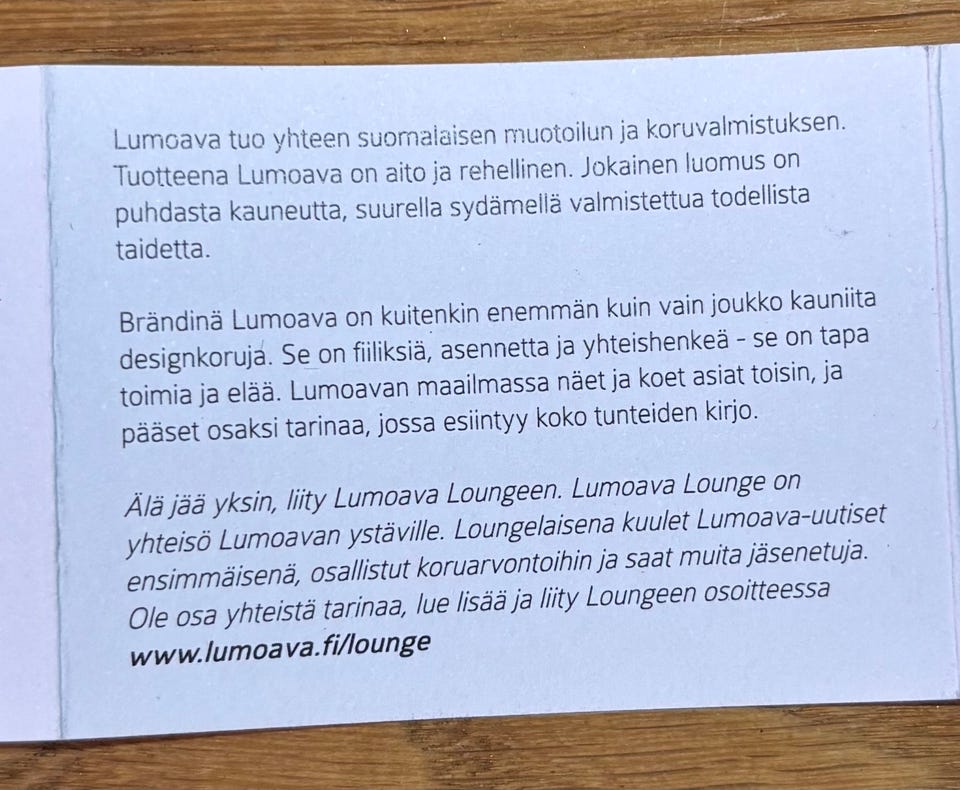 Lumoava tuo yhteen suomalaisen muotoilun ja koruvalmistuksen.
Tuotteena Lumoava on aito ja rehellinen. Jokainen luomus on
puhdasta kauneutta, suurella sydämellä valmistettua todellista
taidetta.
Brändinä Lumoava on kuitenkin enemmän kuin vain joukko kauniita
designkoruja. Se on fiiliksiä, asennetta ja yhteishenkeä - se on tapa
toimia ja elää. Lumoavan maailmassa näet ja koet asiat toisin, ja
pääset osaksi tarinaa, jossa esiintyy koko tunteiden kirjo.
Älä jää yksin, liity Lumoava Loungeen. Lumoava Lounge on
yhteisö Lumoavan ystäville. Loungelaisena kuulet Lumoava-uutiset
ensimmäisenä, osallistut koruarvontoihin ja saat muita jäsenetuja.
Ole osa yhteistä tarinaa, lue lisää ja liity Loungeen osoitteessa
www.lumoava.fi/lounge